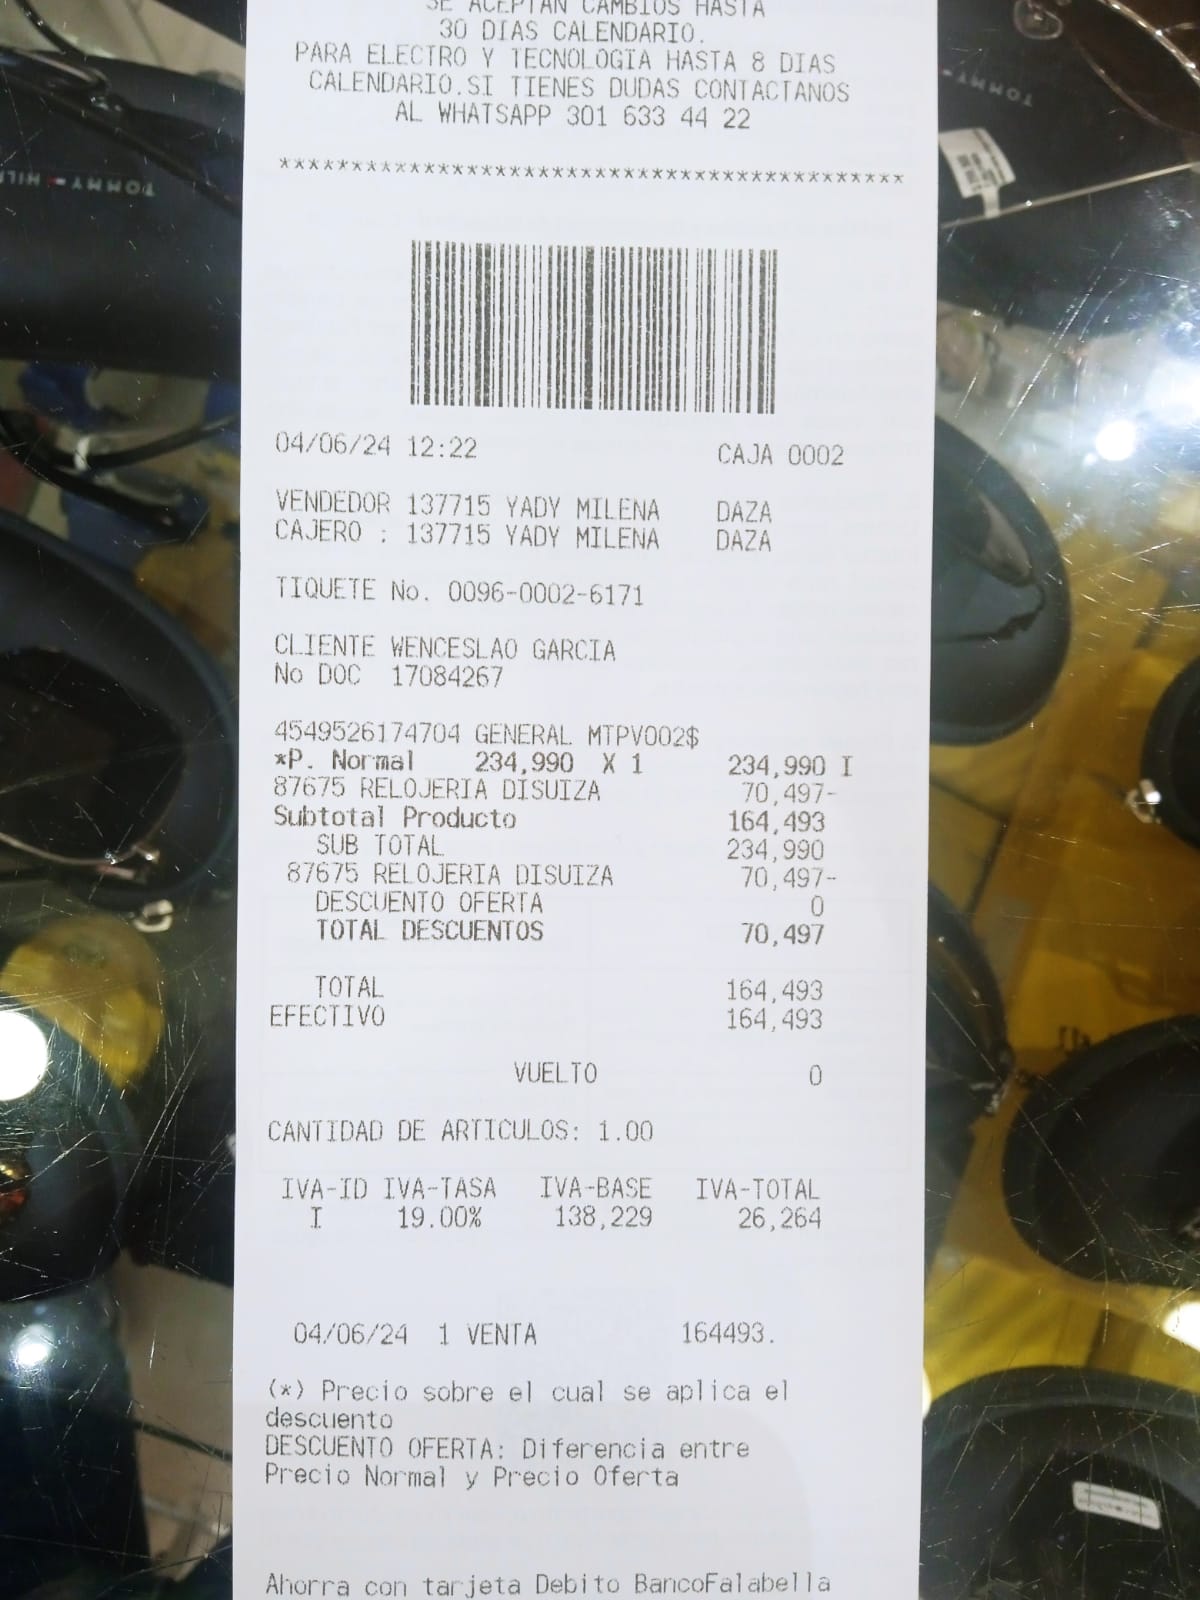 SE ACEPTAN CAMBIOS HASTA
30 DIAS CALENDARIO.
PARA ELECTRO Y TECNOLOGIA HASTA 8 DIAS
CALENDARIO.SI TIENES DUDAS CONTACTANOS
AL WHATSAPP 301 633 44 22
*******************************************
04/06/24 12:22 CAJA 0002
VENDEDOR 137715 YADY MILENA DAZA
CAJERO : 137715 YADY MILENA DAZA
TIQUETE No. 0096-0002-6171
CLIENTE WENCESLAO GARCIA
No DOC 17084267
4549526174704 GENERAL MTPV002$
*P. Normal 234,990 X 1 234,990 I
87675 RELOJERIA DISUIZA 70,497-
Subtotal Producto 164,493
SUB TOTAL 234,990
87675 RELOJERIA DISUIZA 70,497-
DESCUENTO OFERTA 0
TOTAL DESCUENTOS 70,497
TOTAL 164,493
EFECTIVO 164,493
VUELTO 0
CANTIDAD DE ARTICULOS: 1.00
IVA-ID IVA-TASA IVA-BASE IVA-TOTAL
I 19.00% 138,229 26,264
04/06/24 1 VENTA 164493.
(*) Precio sobre el cual se aplica el
descuento
DESCUENTO OFERTA: Diferencia entre
Precio Normal y Precio Oferta
Ahorra con tarjeta Debito BancoFalabella
TOMMY HIL
TOMMY